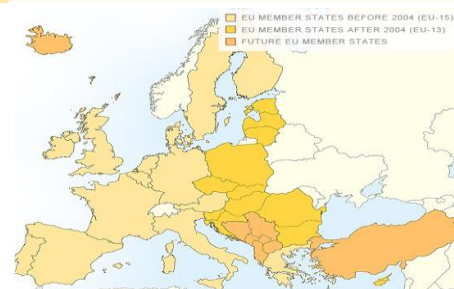 EU MEMBER STATES BEFORE 2004 (EU-15)
EU MEMBER STATES AFTER 2004 (EU-13)
FUTURE EU MEMBER STATES